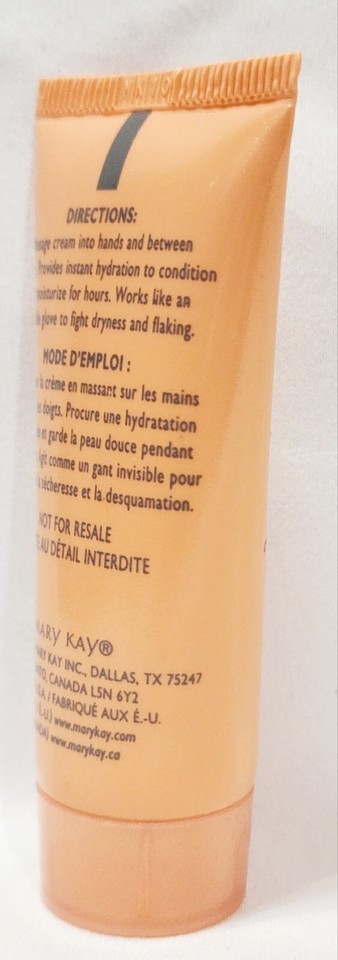 DIRECTIONS:
cream into hands and between
Provides instant hydration to condition
for hours. Works like an
glove to fight dryness and flaking.
MODE D'EMPLOI :
la crème en massant sur les mains
doigts. Procure une hydratation
et garde la peau douce pendant
comme un gant invisible pour
sécheresse et la desquamation.
NOT FOR RESALE
AU DÉTAIL INTERDITE
MARY KAY®
MARY KAY INC., DALLAS, TX 75247
CANADA L5N 6Y2
/ FABRIQUÉ AUX É.-U.
É.-U.) www.marykay.com
www.marykay.ca